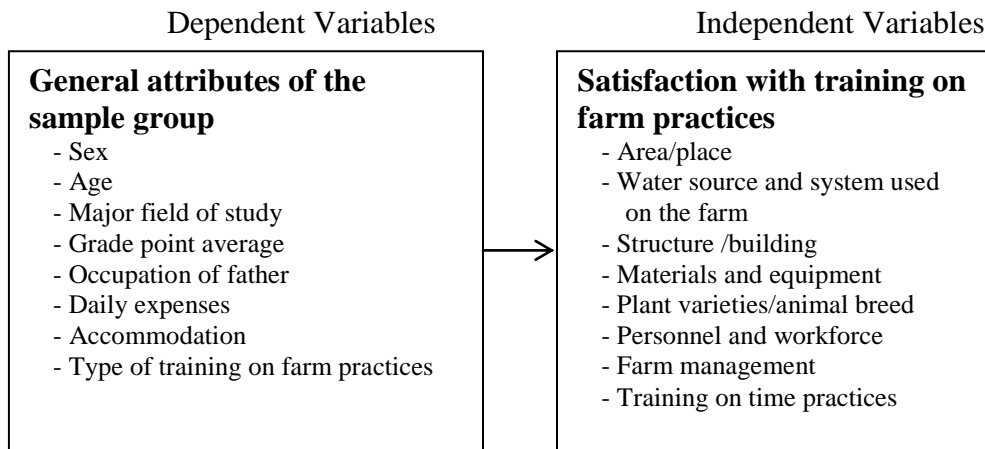 Dependent Variables
General attributes of the
sample group
- Sex
- Age
- Major field of study
- Grade point average
- Occupation of father
- Daily expenses
- Accommodation
- Type of training on farm practices
Independent Variables
Satisfaction with training on
farm practices
- Area/place
- Water source and system used
on the farm
- Structure /building
- Materials and equipment
- Plant varieties/animal breed
- Personnel and workforce
- Farm management
- Training on time practices